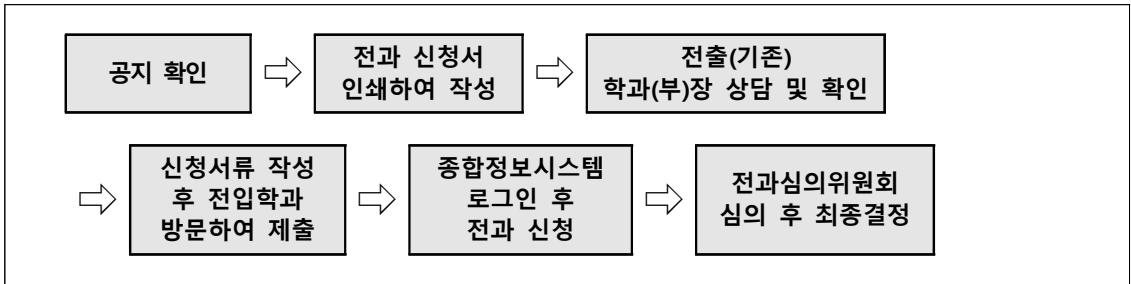 공지 확인
전과 신청서
인쇄하여 작성
전출(기존)
학과(부)장 상담 및 확인
신청서류 작성
후 전입학과
방문하여 제출
종합정보시스템
로그인 후
전과 신청
전과심의위원회
심의 후 최종결정